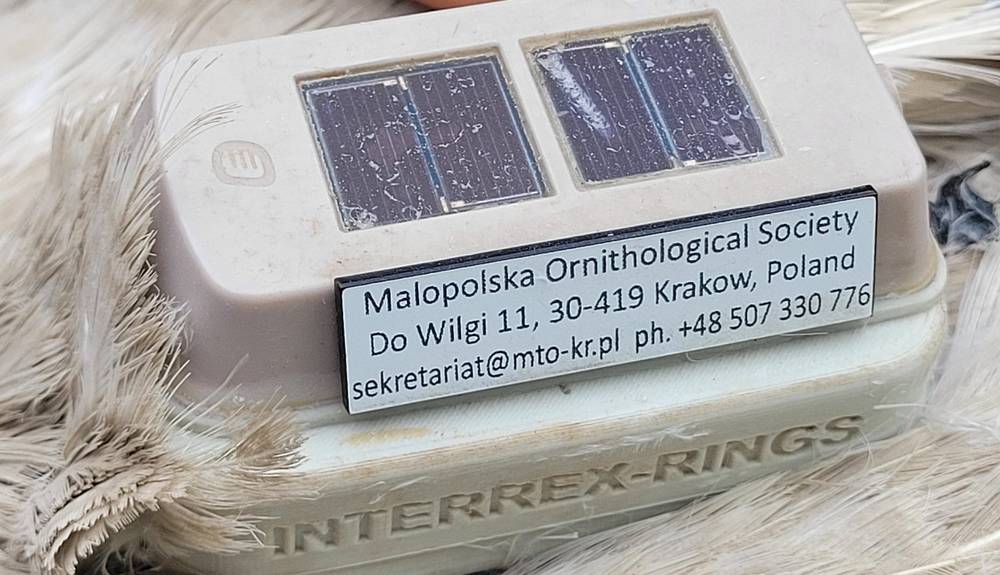 Malopolska Ornithological Society
Do Wilgi 11, 30-419 Krakow, Poland
sekretariat@mto-kr.pl ph. +48 507 330 776
INTERREX-RINGS